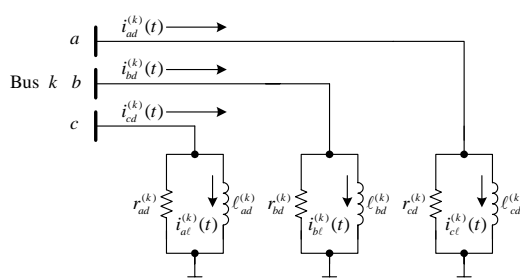 a i_{ad}^{(k)}(t)
Bus k b i_{bd}^{(k)}(t)
c i_{cd}^{(k)}(t)
r_{ad}^{(k)} i_{aℓ}^{(k)}(t) ℓ_{ad}^{(k)} r_{bd}^{(k)} i_{bℓ}^{(k)}(t) ℓ_{bd}^{(k)} r_{cd}^{(k)} i_{cℓ}^{(k)}(t) ℓ_{cd}^{(k)}